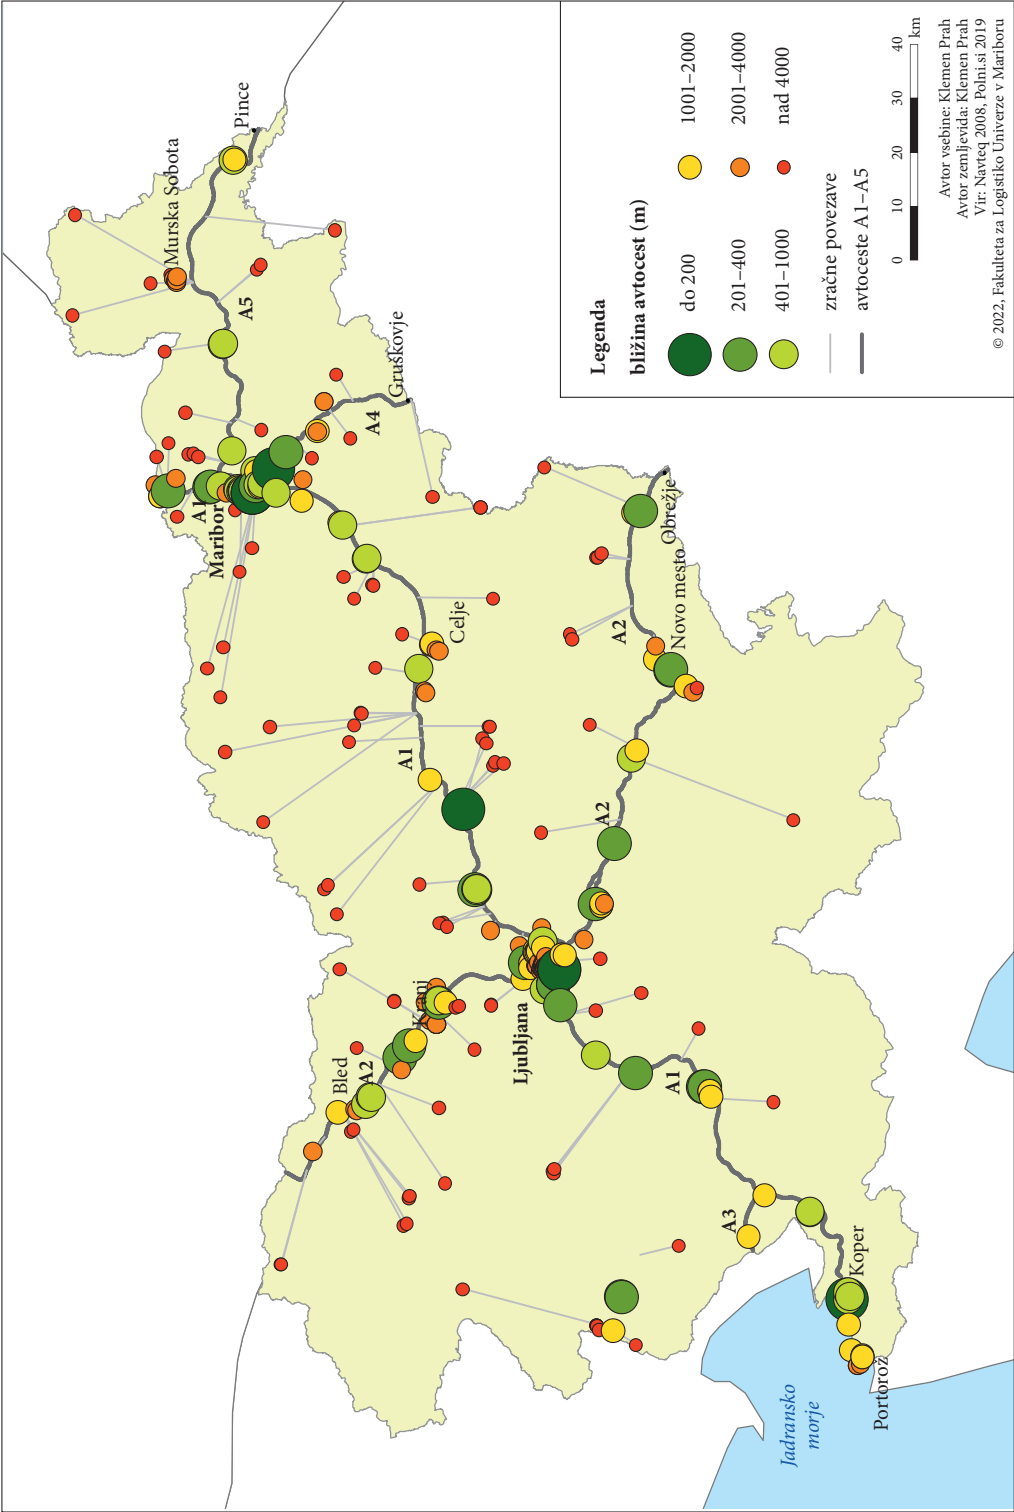 Pince
Murska Sobota
A5
Gruškovje
A4
A1
Maribor
Obrežje
Novo mesto
A2
Celje
A1
A2
Kranj
Bled
A2
Ljubljana
A1
A3
Koper
Portorož
Jadransko
morje
Legenda
bližina avtocest (m)
do 200
1001–2000
201–400
2001–4000
401–1000
nad 4000
zračne povezave
avtoceste A1–A5
0 10 20 30 40
km
Avtor vsebine: Klemen Prah
Avtor zemljevida: Klemen Prah
Vir: Navteq 2008, Polni.si 2019
© 2022, Fakulteta za Logistiko Univerze v Mariboru